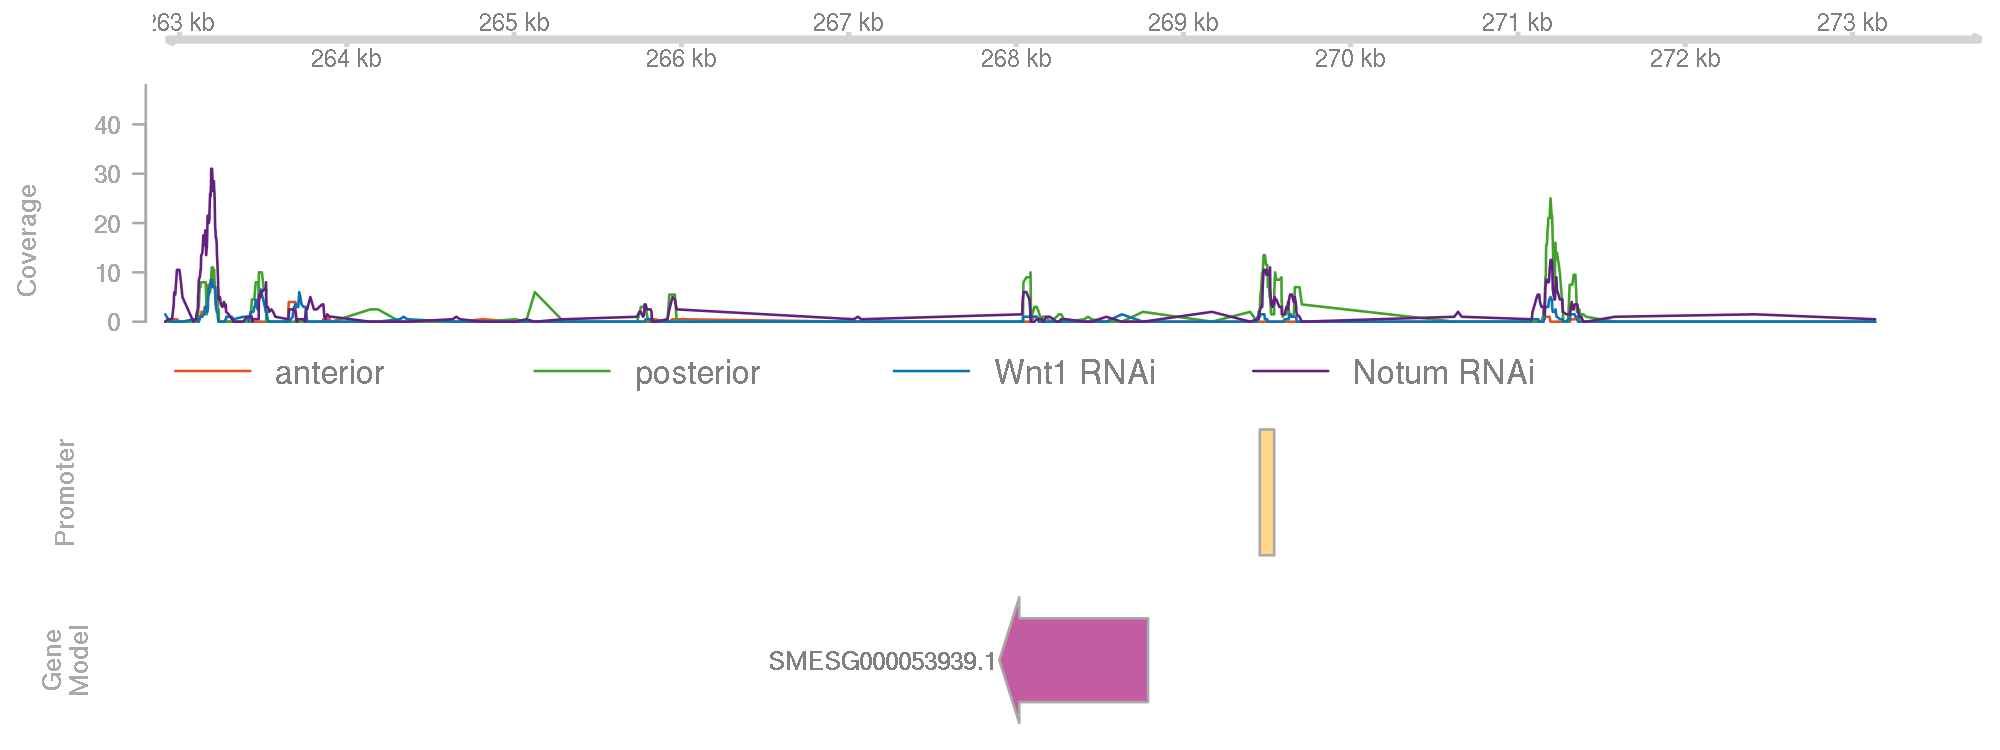 263 kb 265 kb 267 kb 269 kb 271 kb 273 kb
264 kb 266 kb 268 kb 270 kb 272 kb
40
30
20
10
0
Coverage
anterior posterior Wnt1 RNAi Notum RNAi
Promoter
Gene
Model
SMESG000053939.1